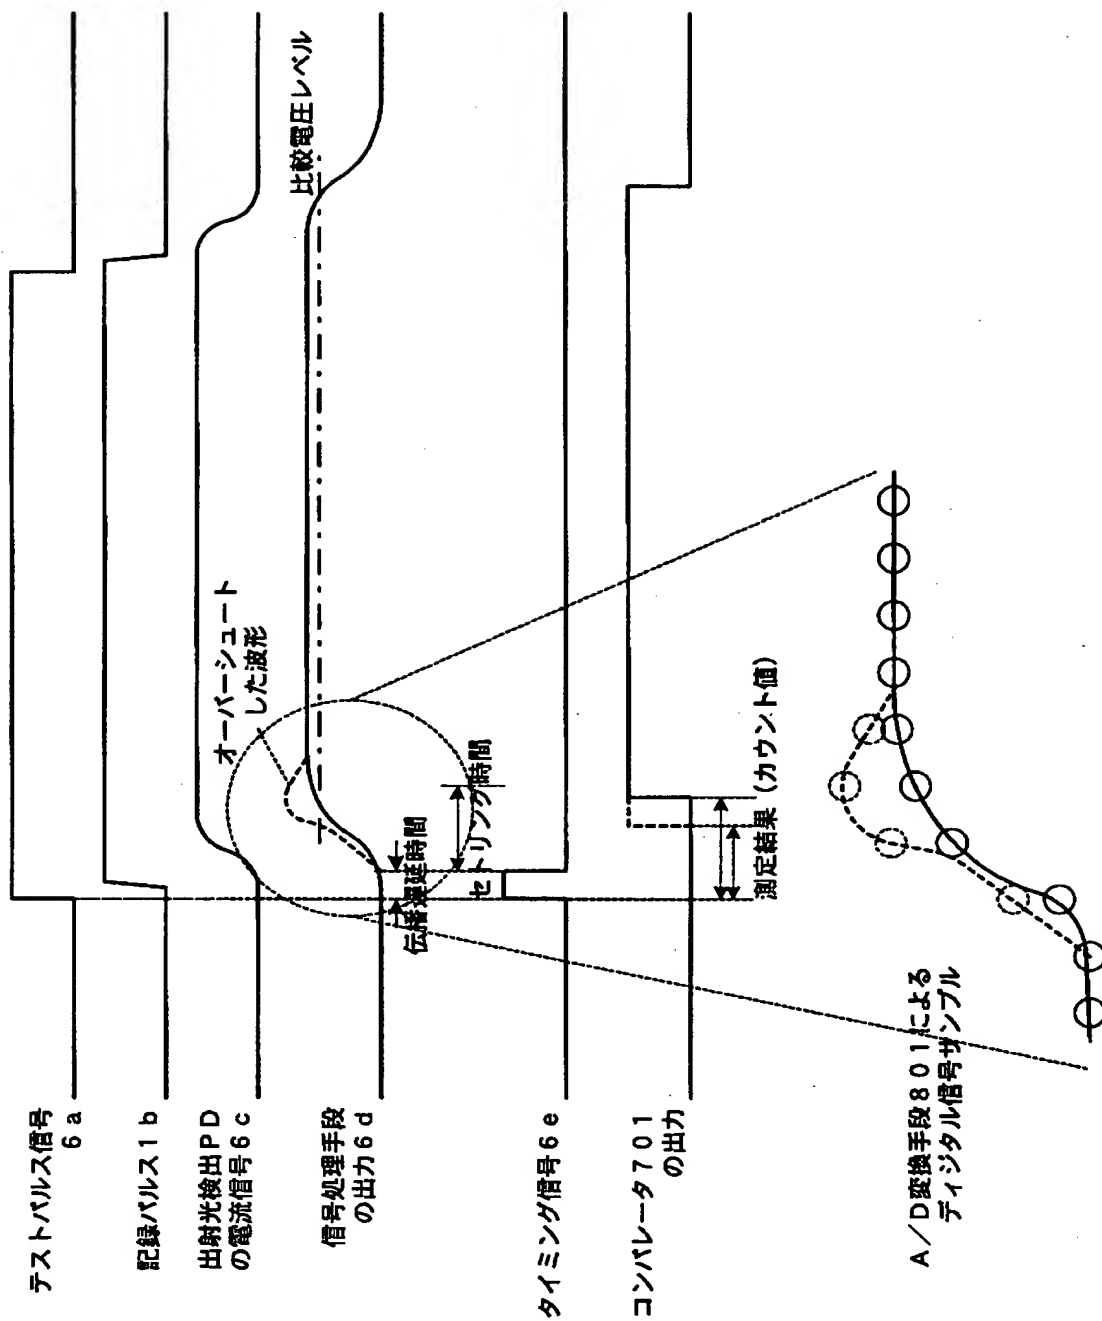 テストパルス信号
6a
記録パルス1b
出射光検出PD
の電流信号6c
信号処理手段
の出力6d
タイミング信号6e
コンパレータ701
の出力
オーバーシュート
した波形
比較電圧レベル
伝播遅延時間
セトリング時間
測定結果(カウント値)
A/D変換手段801による
ディジタル信号サンプル